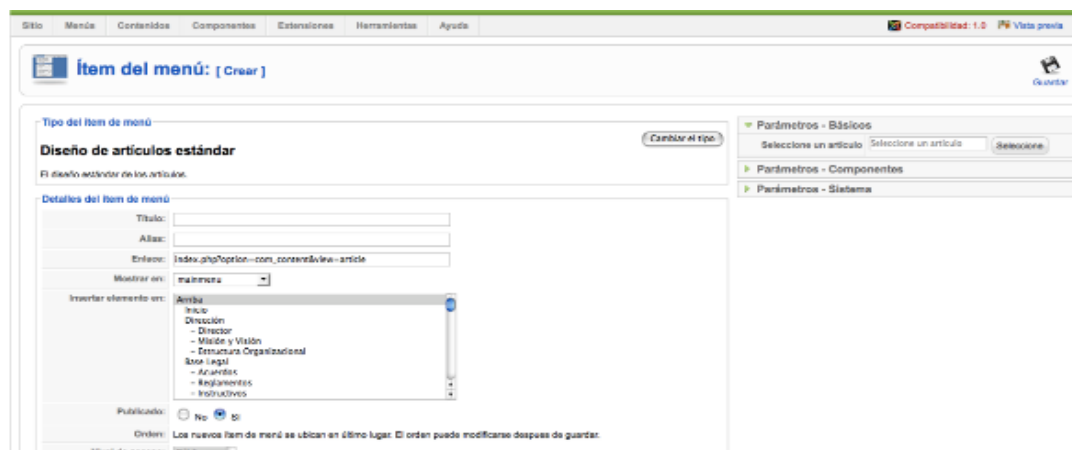 Sitio Menús Contenidos Componentes Extensiones Herramientas Ayuda Compatibilidad: 1.0 Vista previa
Ítem del menú: [ Crear ]
Guardar
Tipo del ítem de menú
Cambiar el tipo
Diseño de artículos estándar
El diseño estándar de los artículos.
Parámetros - Básicos
Seleccione un artículo Seleccione un artículo Seleccione
Parámetros - Componentes
Parámetros - Sistema
Detalles del ítem de menú
Título:
Alias:
Enlace: index.php?option=com_content&view=article
Mostrar en: mainmenu
Insertar elemento en: Arriba
Inicio
Dirección
- Director
- Misión y Visión
- Estructura Organizacional
Base Legal
- Acuerdos
- Reglamentos
- Instructivos
Publicado: No Sí
Orden: Los nuevos ítem de menú se ubican en último lugar. El orden puede modificarse despues de guardar.